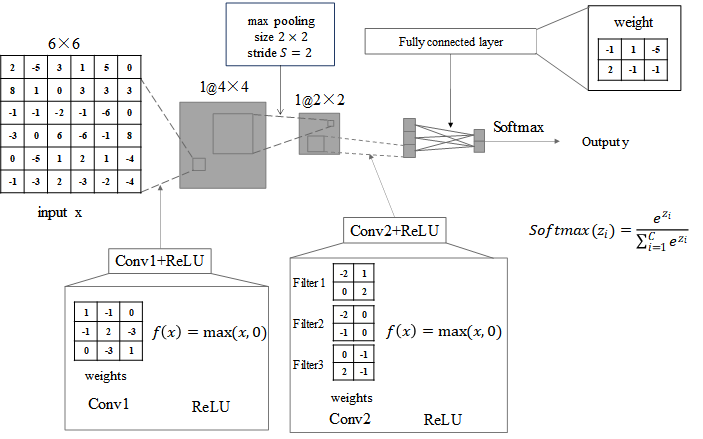 max pooling
size 2 × 2
stride S = 2
weight
-1 1 -5
2 -1 -1
Fully connected layer
6×6
2 -5 3 1 5 0
8 1 0 3 3 3
-1 -1 -2 -1 -6 0
-3 0 6 -6 -1 8
0 -5 1 2 1 -4
-1 -3 2 -3 -2 -4
input x
1@4×4
1@2×2
Softmax
Output y
Softmax(z_i) = e^{z_i} / ∑_{i=1}^{C} e^{z_i}
Conv1+ReLU
1 -1 0
-1 2 -3
0 -3 1
f(x) = max(x, 0)
weights
Conv1
ReLU
Conv2+ReLU
Filter1
-2 1
0 2
Filter2
-2 0
-1 0
f(x) = max(x, 0)
Filter3
0 -1
2 -1
weights
Conv2
ReLU